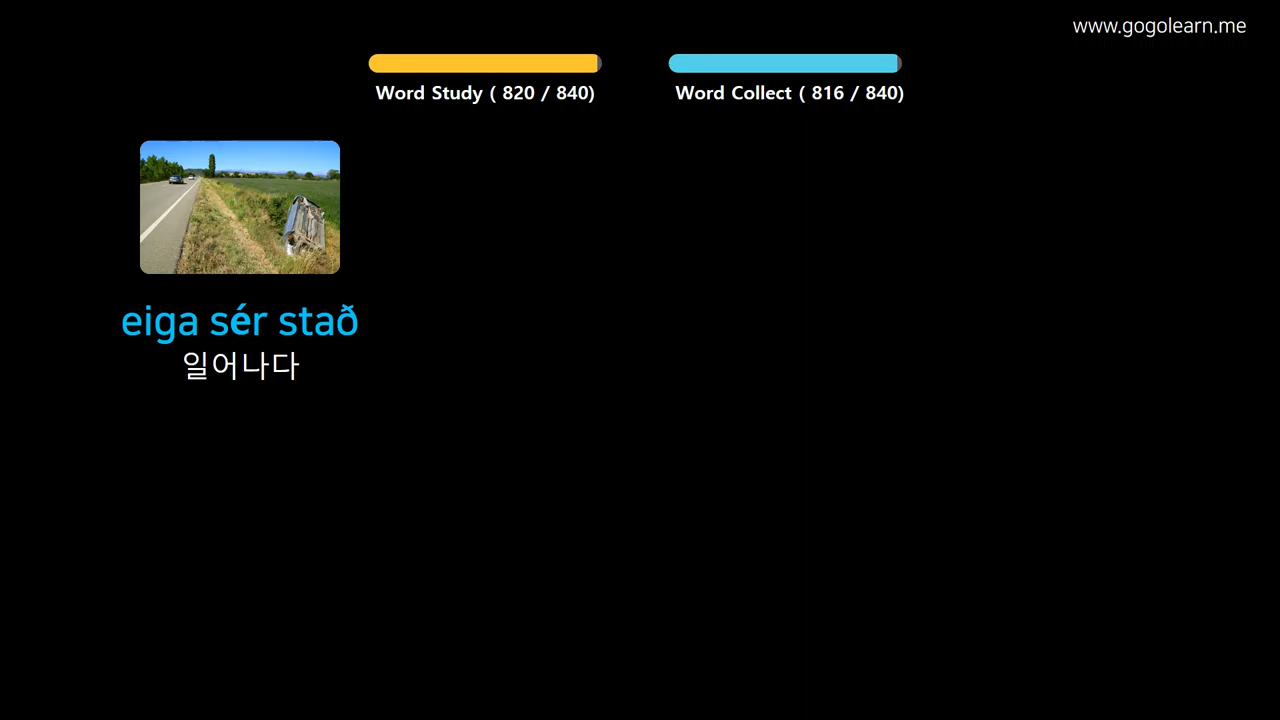 www.gogolearn.me
Word Study ( 820 / 840)
Word Collect ( 816 / 840)
eiga sér stað
일어나다